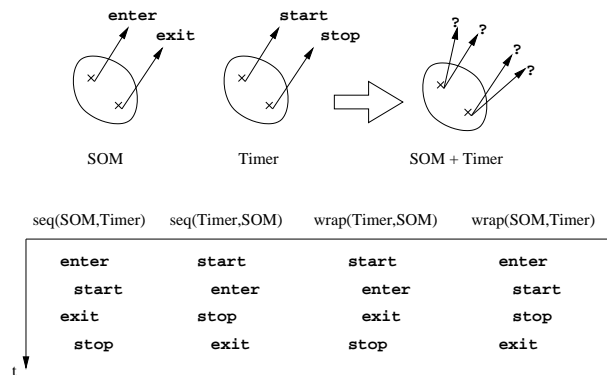 enter
exit
start
stop
?
?
?
?
SOM
Timer
SOM + Timer
seq(SOM,Timer) seq(Timer,SOM) wrap(Timer,SOM) wrap(SOM,Timer)
enter start start enter
start enter enter start
exit stop exit stop
stop exit stop exit
t